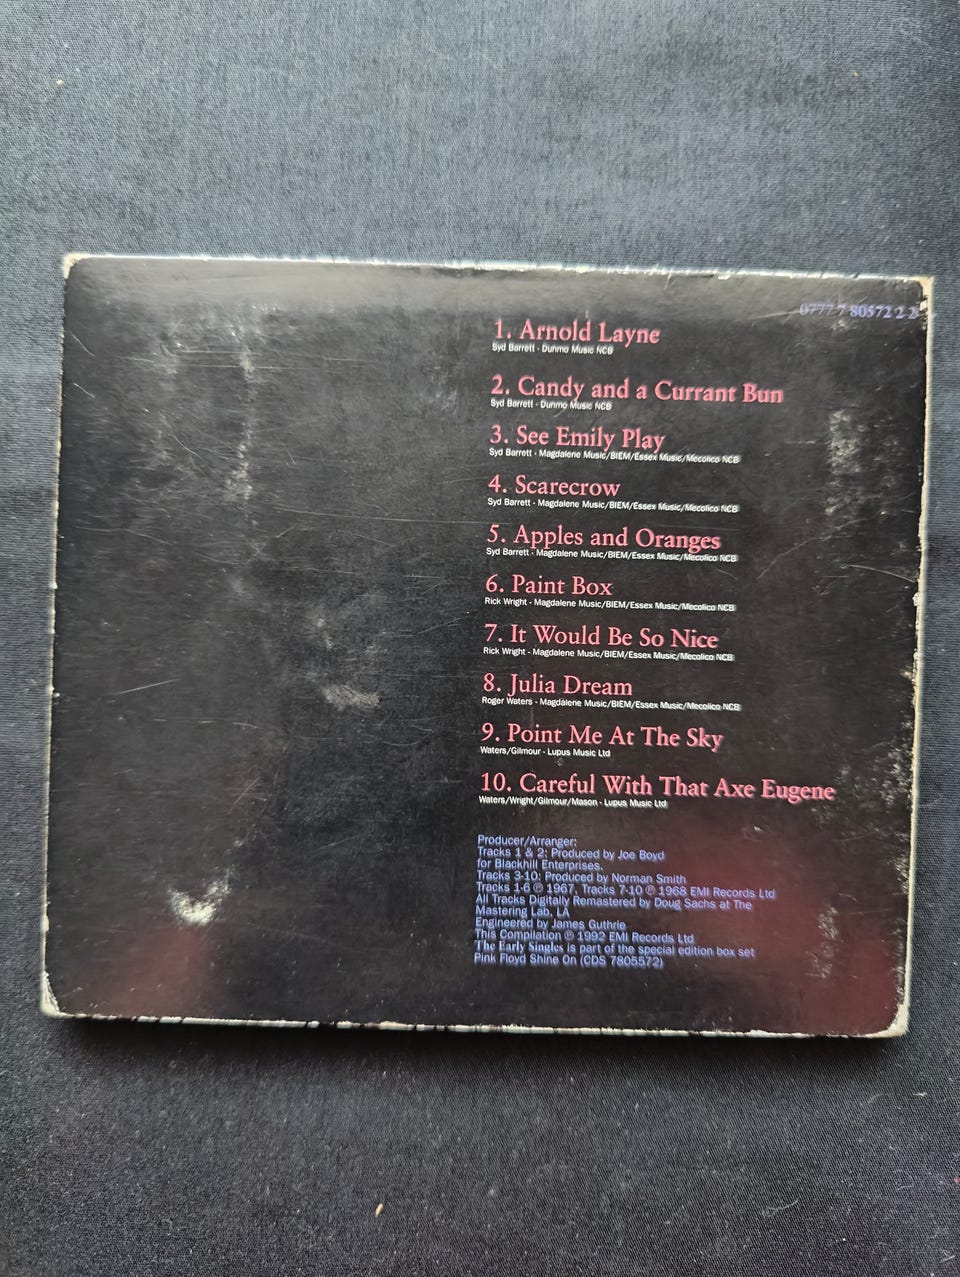 0777 7 80572 2 2
1. Arnold Layne
Syd Barrett - Dunmo Music NCB
2. Candy and a Currant Bun
Syd Barrett - Dunmo Music NCB
3. See Emily Play
Syd Barrett - Magdalene Music/BIEM/Essex Music/Mecolico NCB
4. Scarecrow
Syd Barrett - Magdalene Music/BIEM/Essex Music/Mecolico NCB
5. Apples and Oranges
Syd Barrett - Magdalene Music/BIEM/Essex Music/Mecolico NCB
6. Paint Box
Rick Wright - Magdalene Music/BIEM/Essex Music/Mecolico NCB
7. It Would Be So Nice
Rick Wright - Magdalene Music/BIEM/Essex Music/Mecolico NCB
8. Julia Dream
Roger Waters - Magdalene Music/BIEM/Essex Music/Mecolico NCB
9. Point Me At The Sky
Waters/Gilmour - Lupus Music Ltd
10. Careful With That Axe Eugene
Waters/Wright/Gilmour/Mason - Lupus Music Ltd
Producer/Arranger:
Tracks 1 & 2: Produced by Joe Boyd
for Blackhill Enterprises.
Tracks 3-10: Produced by Norman Smith
Tracks 1-6 ℗ 1967, Tracks 7-10 ℗ 1968 EMI Records Ltd
All Tracks Digitally Remastered by Doug Sachs at The
Mastering Lab, LA
Engineered by James Guthrie
This Compilation ℗ 1992 EMI Records Ltd
The Early Singles is part of the special edition box set
Pink Floyd Shine On (CDS 7805572)